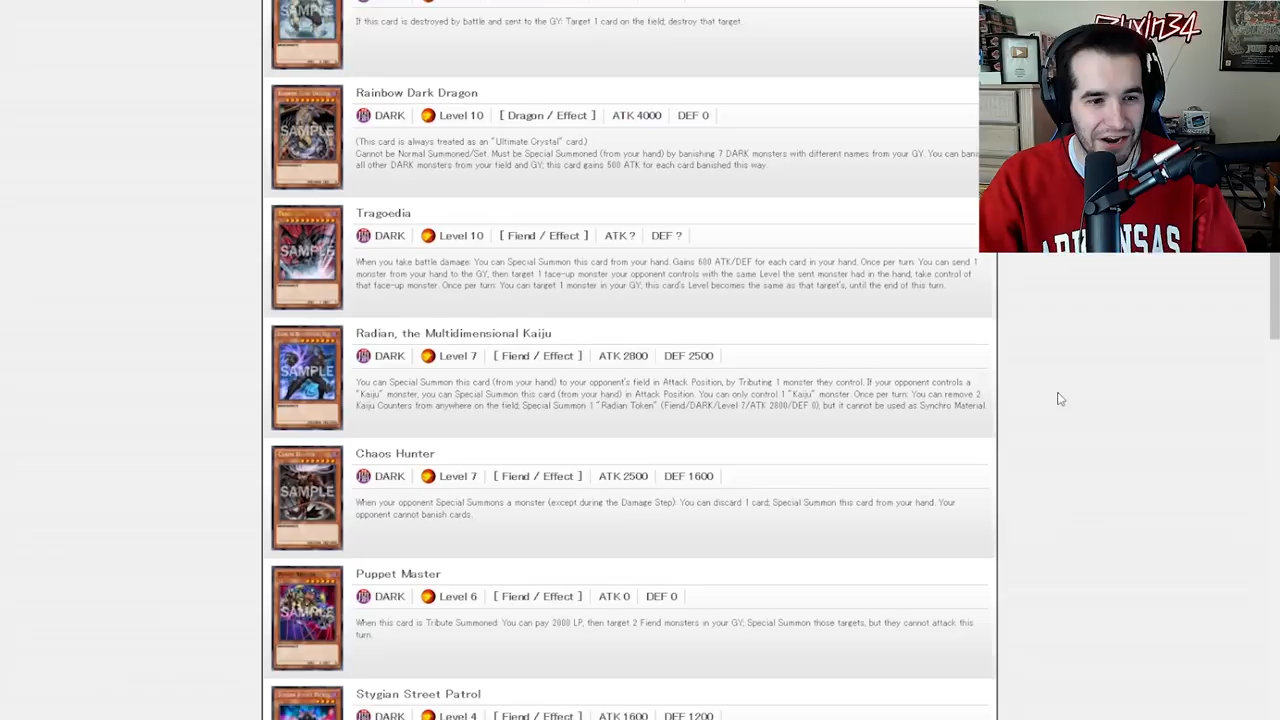 SAMPLE
If this card is destroyed by battle and sent to the GY: Target 1 card on the field; destroy that target.
Rainbow Dark Dragon
SAMPLE
DARK Level 10 [ Dragon / Effect ] ATK 4000 DEF 0
(This card is always treated as an "Ultimate Crystal" card.)
Cannot be Normal Summoned/Set. Must be Special Summoned (from your hand) by banishing 7 DARK monsters with different names from your GY. You can banis
all other DARK monsters from your field and GY; this card gains 500 ATK for each card banished this way.
Tragoedia
SAMPLE
DARK Level 10 [ Fiend / Effect ] ATK ? DEF ?
When you take battle damage: You can Special Summon this card from your hand. Gains 600 ATK/DEF for each card in your hand. Once per turn: You can send 1
monster from your hand to the GY, then target 1 face-up monster your opponent controls with the same Level the sent monster had in the hand; take control
of that face-up monster. Once per turn: You can target 1 monster in your GY; this card's Level becomes the same as that target's, until the end of this turn.
Radian, the Multidimensional Kaiju
SAMPLE
DARK Level 7 [ Fiend / Effect ] ATK 2800 DEF 2500
You can Special Summon this card (from your hand) to your opponent's field in Attack Position, by Tributing 1 monster they control. If your opponent controls a
"Kaiju" monster, you can Special Summon this card (from your hand) in Attack Position. You can only control 1 "Kaiju" monster. Once per turn: You can remove 2
Kaiju Counters from anywhere on the field; Special Summon 1 "Radian Token" (Fiend/DARK/Level 7/ATK 2800/DEF 0), but it cannot be used as Synchro Material.
Chaos Hunter
SAMPLE
DARK Level 7 [ Fiend / Effect ] ATK 2500 DEF 1600
When your opponent Special Summons a monster (except during the Damage Step): You can discard 1 card; Special Summon this card from your hand. Your
opponent cannot banish cards.
Puppet Master
SAMPLE
DARK Level 6 [ Fiend / Effect ] ATK 0 DEF 0
When this card is Tribute Summoned: You can pay 2000 LP, then target 2 Fiend monsters in your GY; Special Summon those targets, but they cannot attack this
turn.
Stygian Street Patrol
DARK Level 4 [ Fiend / Effect ] ATK 1600 DEF 1200
ARKANSAS